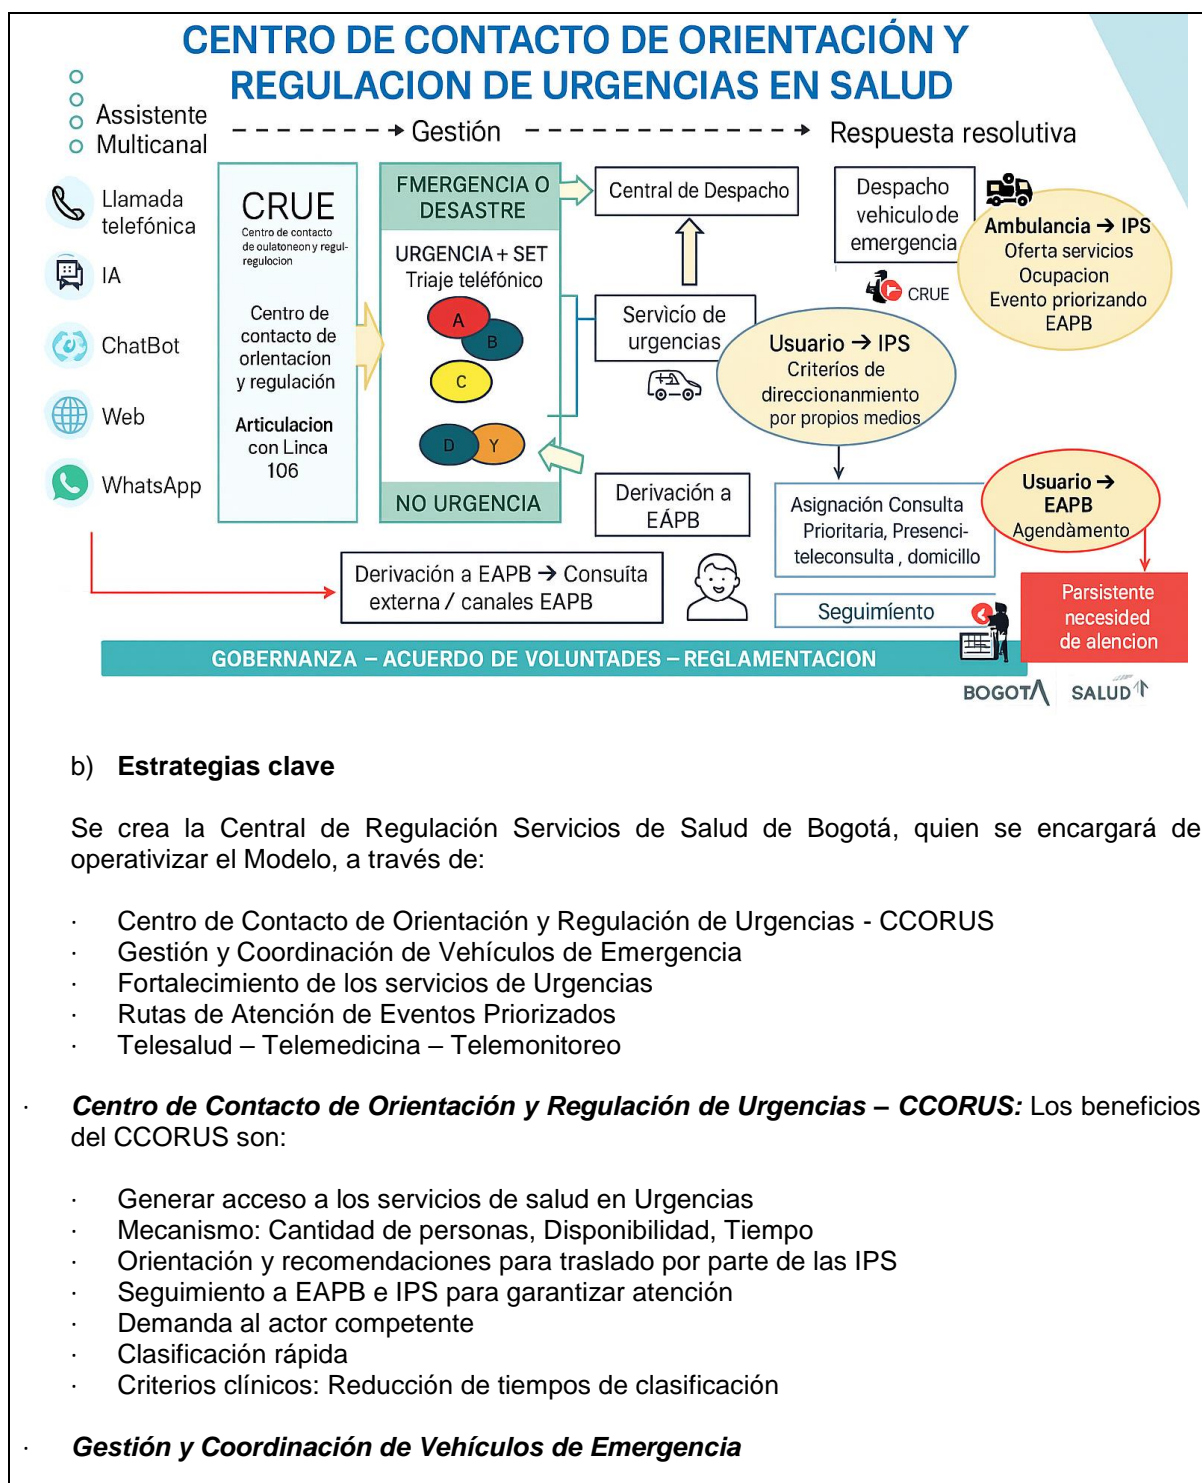 CENTRO DE CONTACTO DE ORIENTACIÓN Y
REGULACION DE URGENCIAS EN SALUD
Assistente
Multicanal
Gestión
Respuesta resolutiva
Llamada
telefónica
IA
ChatBot
Web
WhatsApp
CRUE
Centro de contacto
de oulatoneon y regul-
regulocion
Centro de
contacto de
orlentacíon
y regulación
Articulacion
con Linca
106
FMERGENCIA O
DESASTRE
URGENCIA + SET
Triaje teléfónico
A
B
C
D
Y
NO URGENCIA
Central de Despacho
Servìcío de
urgencias
Derivación a
EÁPB
Derivación a EAPB → Consuíta
externa / canales EAPB
Despacho
vehiculo de
emergencia
CRUE
Ambulancia → IPS
Oferta servicios
Ocupacion
Evento priorizando
EAPB
Usuario → IPS
Criteríos de
direccionanmiento
por propios medios
Asignación Consulta
Prioritaria, Presenci-
teleconsulta , domicillo
Usuario →
EAPB
Agendàmento
Seguimíento
Parsistente
necesided
de alencion
GOBERNANZA – ACUERDO DE VOLUNTADES – REGLAMENTACION
BOGOTÁ
SALUD
b) Estrategias clave
Se crea la Central de Regulación Servicios de Salud de Bogotá, quien se encargará de
operativizar el Modelo, a través de:
· Centro de Contacto de Orientación y Regulación de Urgencias - CCORUS
· Gestión y Coordinación de Vehículos de Emergencia
· Fortalecimiento de los servicios de Urgencias
· Rutas de Atención de Eventos Priorizados
· Telesalud – Telemedicina – Telemonitoreo
· Centro de Contacto de Orientación y Regulación de Urgencias – CCORUS: Los beneficios
del CCORUS son:
· Generar acceso a los servicios de salud en Urgencias
· Mecanismo: Cantidad de personas, Disponibilidad, Tiempo
· Orientación y recomendaciones para traslado por parte de las IPS
· Seguimiento a EAPB e IPS para garantizar atención
· Demanda al actor competente
· Clasificación rápida
· Criterios clínicos: Reducción de tiempos de clasificación
· Gestión y Coordinación de Vehículos de Emergencia